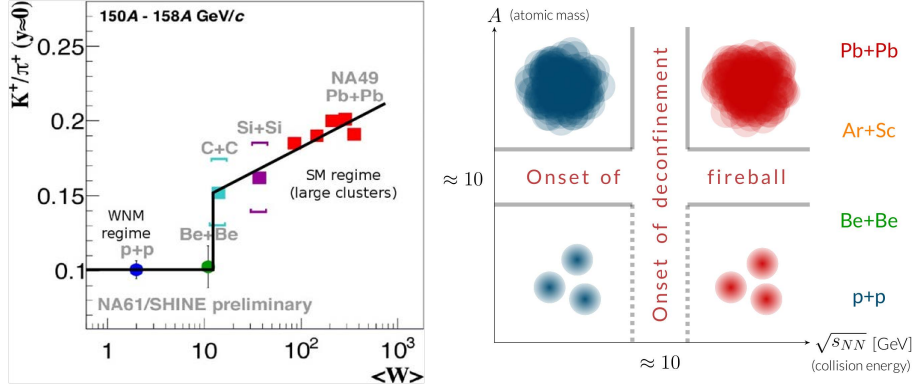 150A - 158A GeV/c
K⁺/π⁺ (y≈0)
0.25
0.2
0.15
0.1
NA49
Pb+Pb
Si+Si
C+C
SM regime
(large clusters)
WNM
regime
p+p
Be+Be
NA61/SHINE preliminary
1
10
10²
10³
<W>
A (atomic mass)
≈ 10
Onset of fireball
Onset of deconfinement
≈ 10
√sNN [GeV]
(collision energy)
Pb+Pb
Ar+Sc
Be+Be
p+p